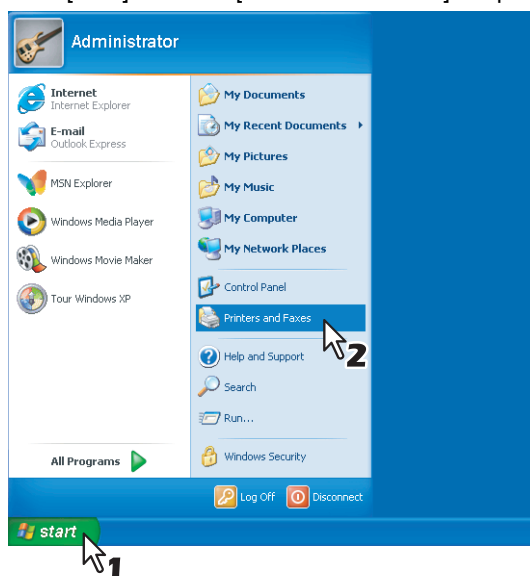 Administrator
Internet
Internet Explorer
E-mail
Outlook Express
MSN Explorer
Windows Media Player
Windows Movie Maker
Tour Windows XP
All Programs
My Documents
My Recent Documents
My Pictures
My Music
My Computer
My Network Places
Control Panel
Printers and Faxes
2
Help and Support
Search
Run...
Windows Security
Log Off
Disconnect
start
1